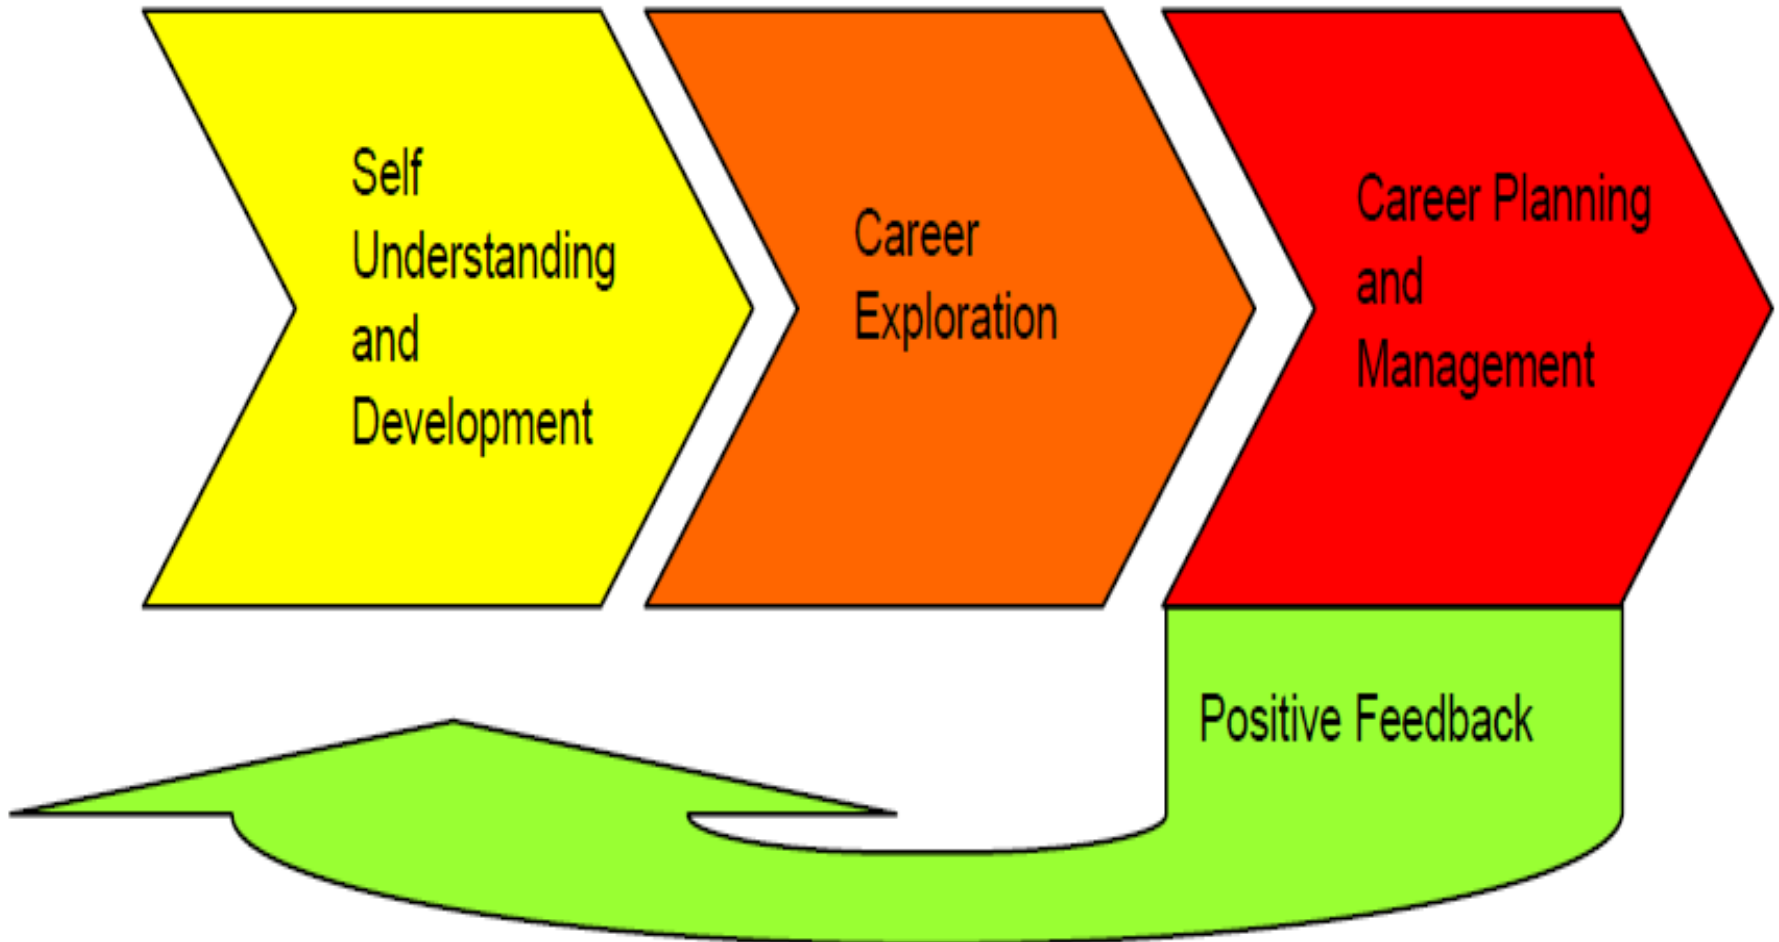 Self
Understanding
and
Development
Career
Exploration
Career Planning
and
Management
Positive Feedback